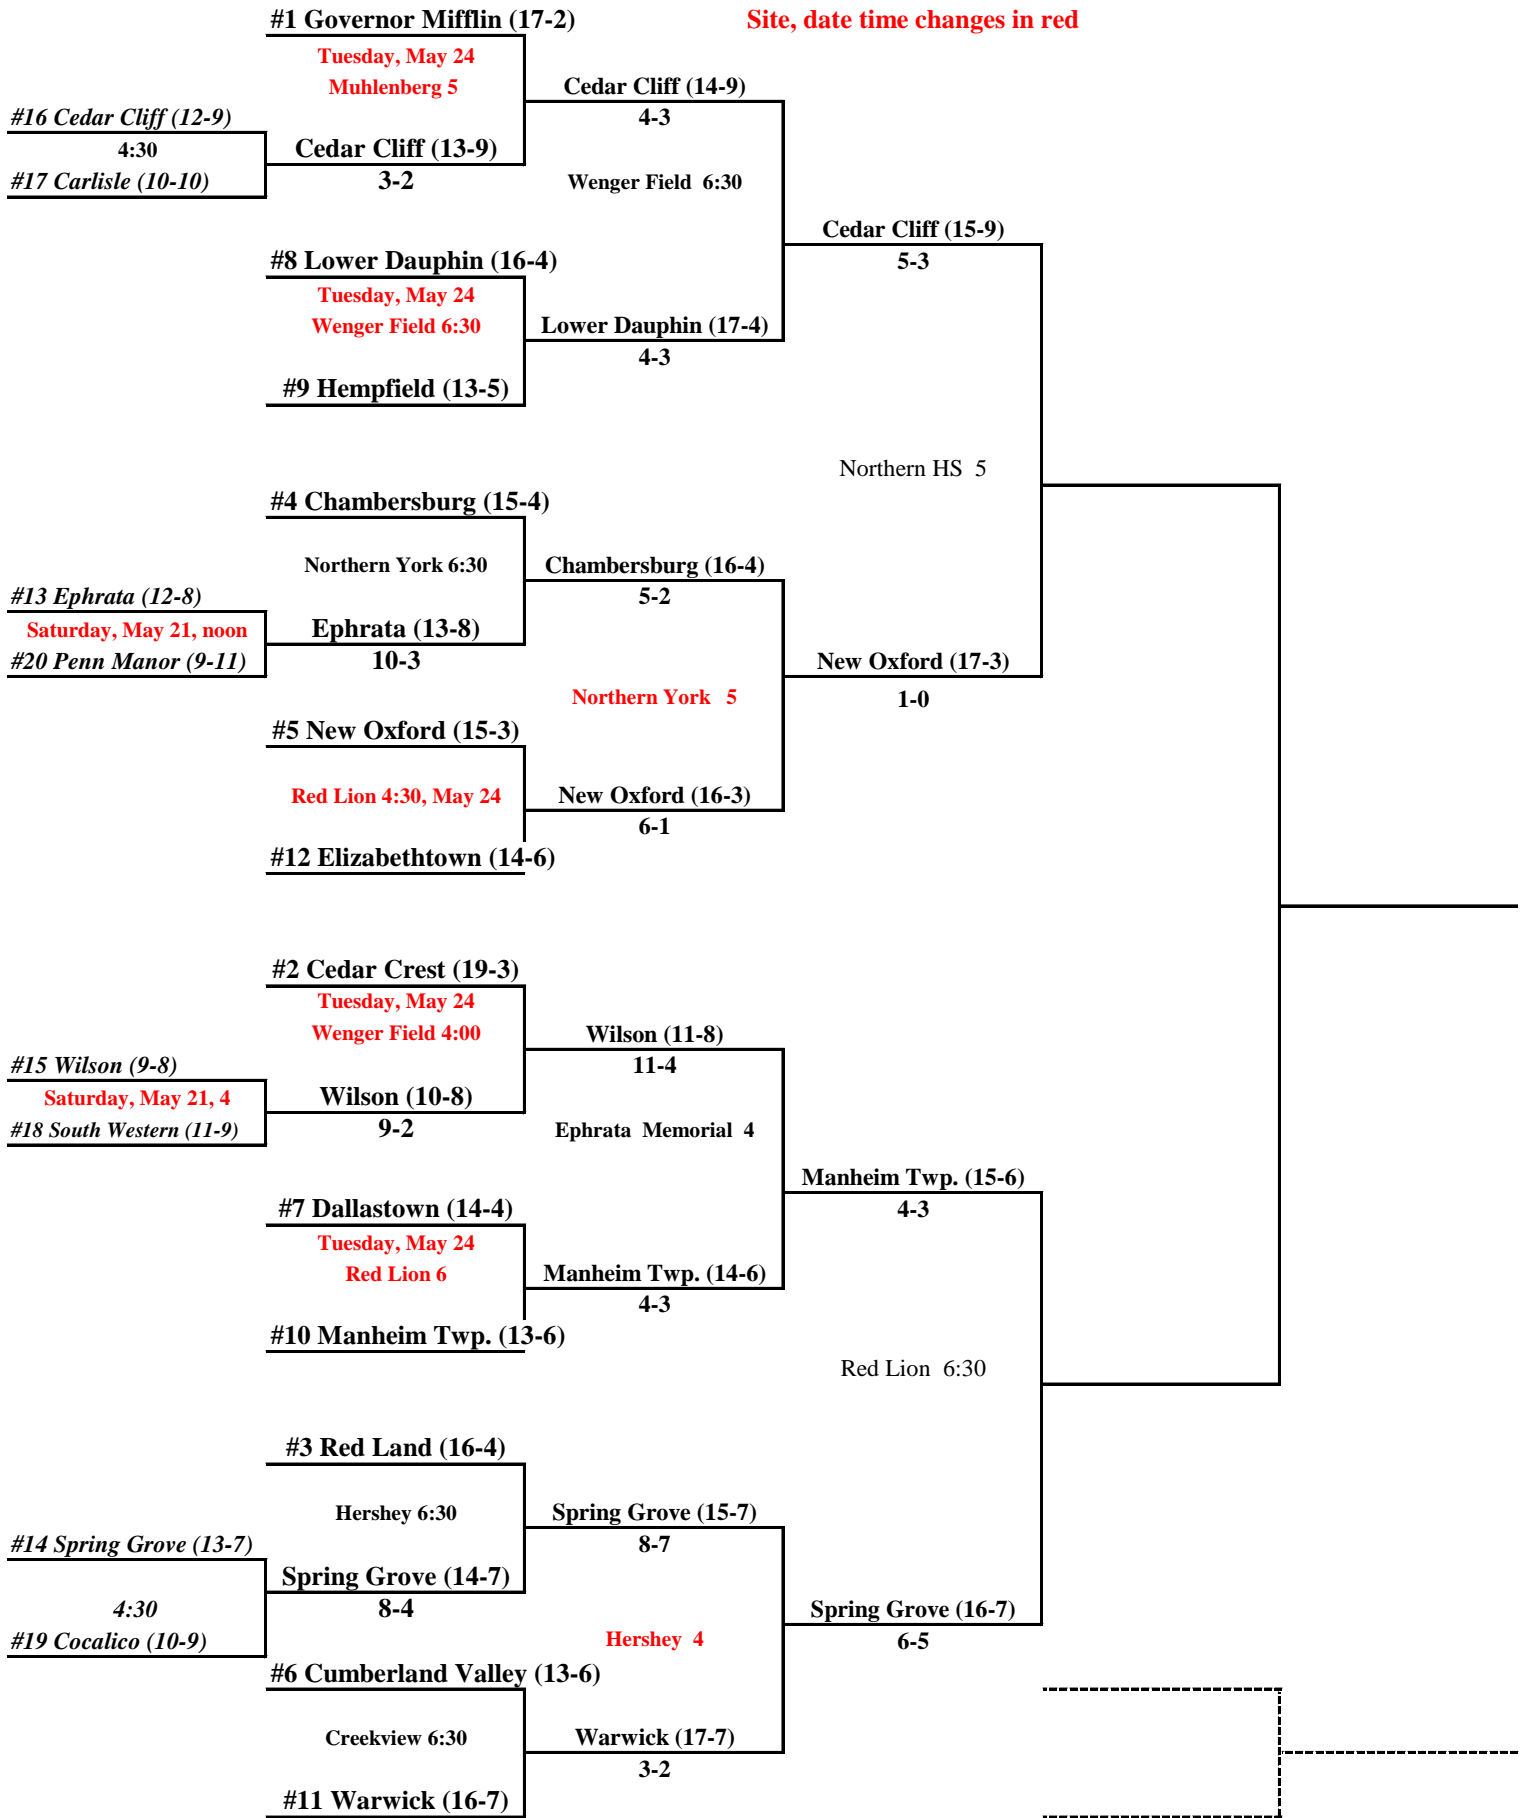 #1 Governor Mifflin (17-2)
Site, date time changes in red
Tuesday, May 24
Muhlenberg 5
Cedar Cliff (14-9)
4-3
#16 Cedar Cliff (12-9)
4:30
Cedar Cliff (13-9)
#17 Carlisle (10-10)
3-2
Wenger Field 6:30
Cedar Cliff (15-9)
5-3
#8 Lower Dauphin (16-4)
Tuesday, May 24
Wenger Field 6:30
Lower Dauphin (17-4)
4-3
#9 Hempfield (13-5)
Northern HS 5
#4 Chambersburg (15-4)
Northern York 6:30
Chambersburg (16-4)
5-2
#13 Ephrata (12-8)
Saturday, May 21, noon
Ephrata (13-8)
#20 Penn Manor (9-11)
10-3
New Oxford (17-3)
1-0
Northern York 5
#5 New Oxford (15-3)
Red Lion 4:30, May 24
New Oxford (16-3)
6-1
#12 Elizabethtown (14-6)
#2 Cedar Crest (19-3)
Tuesday, May 24
Wenger Field 4:00
Wilson (11-8)
11-4
#15 Wilson (9-8)
Saturday, May 21, 4
Wilson (10-8)
#18 South Western (11-9)
9-2
Ephrata Memorial 4
Manheim Twp. (15-6)
4-3
#7 Dallastown (14-4)
Tuesday, May 24
Red Lion 6
Manheim Twp. (14-6)
4-3
#10 Manheim Twp. (13-6)
Red Lion 6:30
#3 Red Land (16-4)
Hershey 6:30
Spring Grove (15-7)
8-7
#14 Spring Grove (13-7)
Spring Grove (14-7)
4:30
8-4
#19 Cocalico (10-9)
Spring Grove (16-7)
6-5
Hershey 4
#6 Cumberland Valley (13-6)
Creekview 6:30
Warwick (17-7)
3-2
#11 Warwick (16-7)